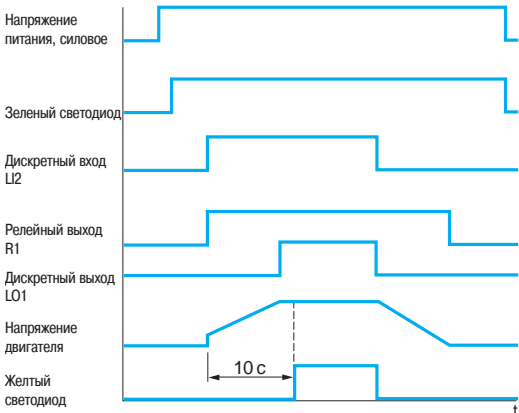 Напряжение
питания, силовое
Зеленый светодиод
Дискретный вход
LI2
Релейный выход
R1
Дискретный выход
LO1
Напряжение
двигателя
10 с
Желтый
светодиод
t